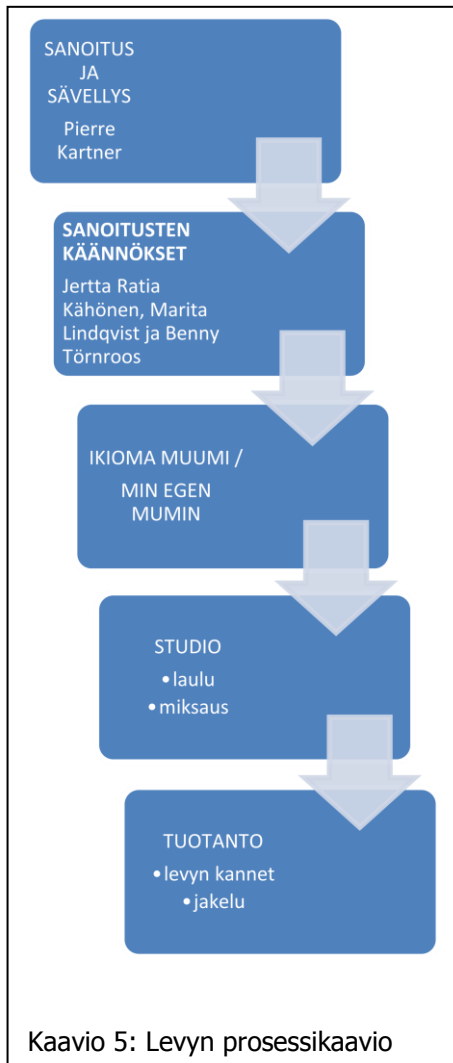 SANOITUS
JA
SÄVELLYS
Pierre
Kartner
SANOITUSTEN
KÄÄNNÖKSET
Jertta Ratia
Kähönen, Marita
Lindqvist ja Benny
Törnroos
IKIOMA MUUMI /
MIN EGEN
MUMIN
STUDIO
•laulu
•miksaus
TUOTANTO
•levyn kannet
•jakelu
Kaavio 5: Levyn prosessikaavio